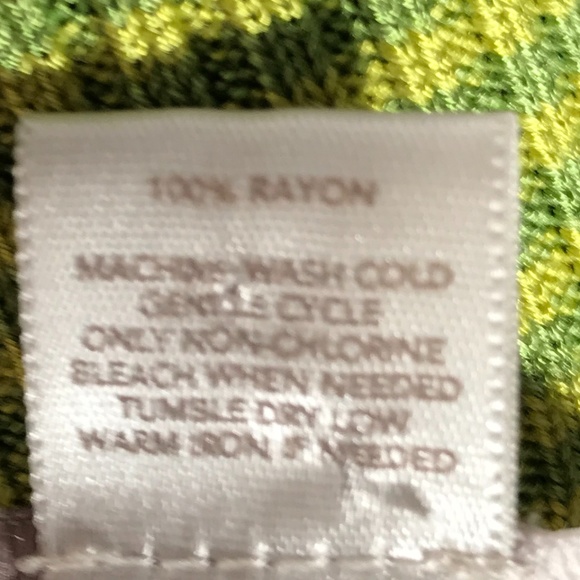 100% RAYON
MACHINE WASH COLD
GENTLE CYCLE
ONLY NON-CHLORINE
BLEACH WHEN NEEDED
TUMBLE DRY LOW
WARM IRON IF NEEDED